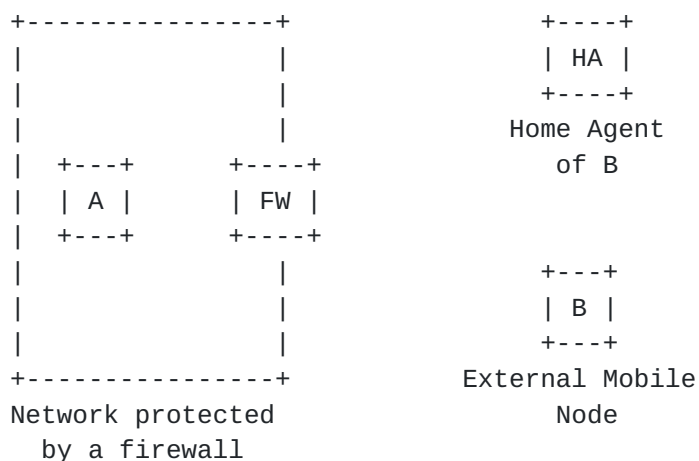 HA
Home Agent
of B
A
FW
B
External Mobile
Node
Network protected
by a firewall